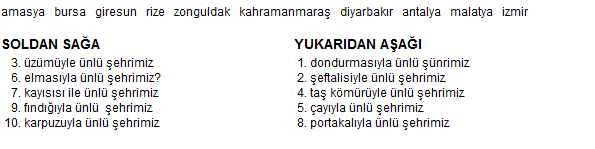 amasya bursa giresun rize zonguldak kahramanmaraş diyarbakır antalya malatya izmir
SOLDAN SAĞA
3. üzümüyle ünlü şehrimiz
6. elmasıyla ünlü şehrimiz?
7. kayısısı ile ünlü şehrimiz
9. fındığıyla ünlü şehrimiz
10. karpuzuyla ünlü şehrimiz
YUKARIDAN AŞAĞI
1. dondurmasıyla ünlü şünrimiz
2. şeftalisiyle ünlü şehrimiz
4. taş kömürüyle ünlü şehrimiz
5. çayıyla ünlü şehrimiz
8. portakalıyla ünlü şehrimiz